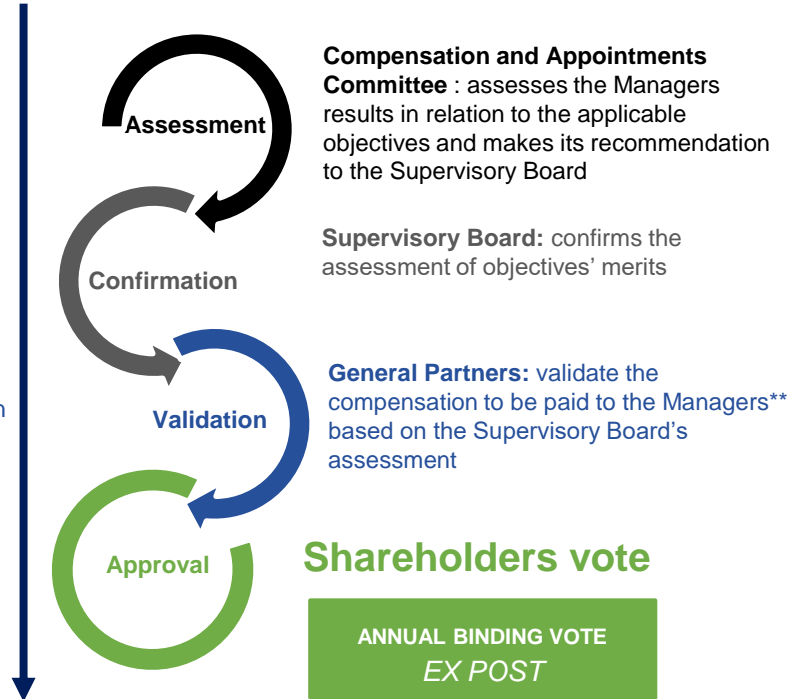 Assessment
Compensation and Appointments
Committee : assesses the Managers
results in relation to the applicable
objectives and makes its recommendation
to the Supervisory Board
Confirmation
Supervisory Board: confirms the
assessment of objectives’ merits
n
Validation
General Partners: validate the
compensation to be paid to the Managers**
based on the Supervisory Board’s
assessment
Approval
Shareholders vote
ANNUAL BINDING VOTE
EX POST